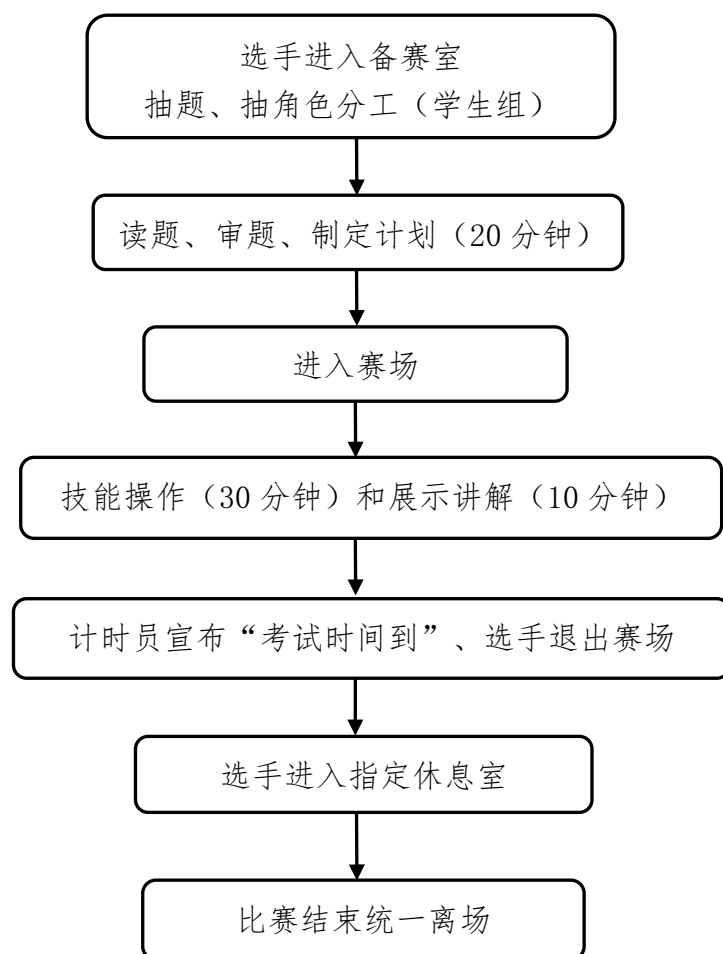 选手进入备赛室
抽题、抽角色分工（学生组）
读题、审题、制定计划（20 分钟）
进入赛场
技能操作（30 分钟）和展示讲解（10 分钟）
计时员宣布“考试时间到”、选手退出赛场
选手进入指定休息室
比赛结束统一离场